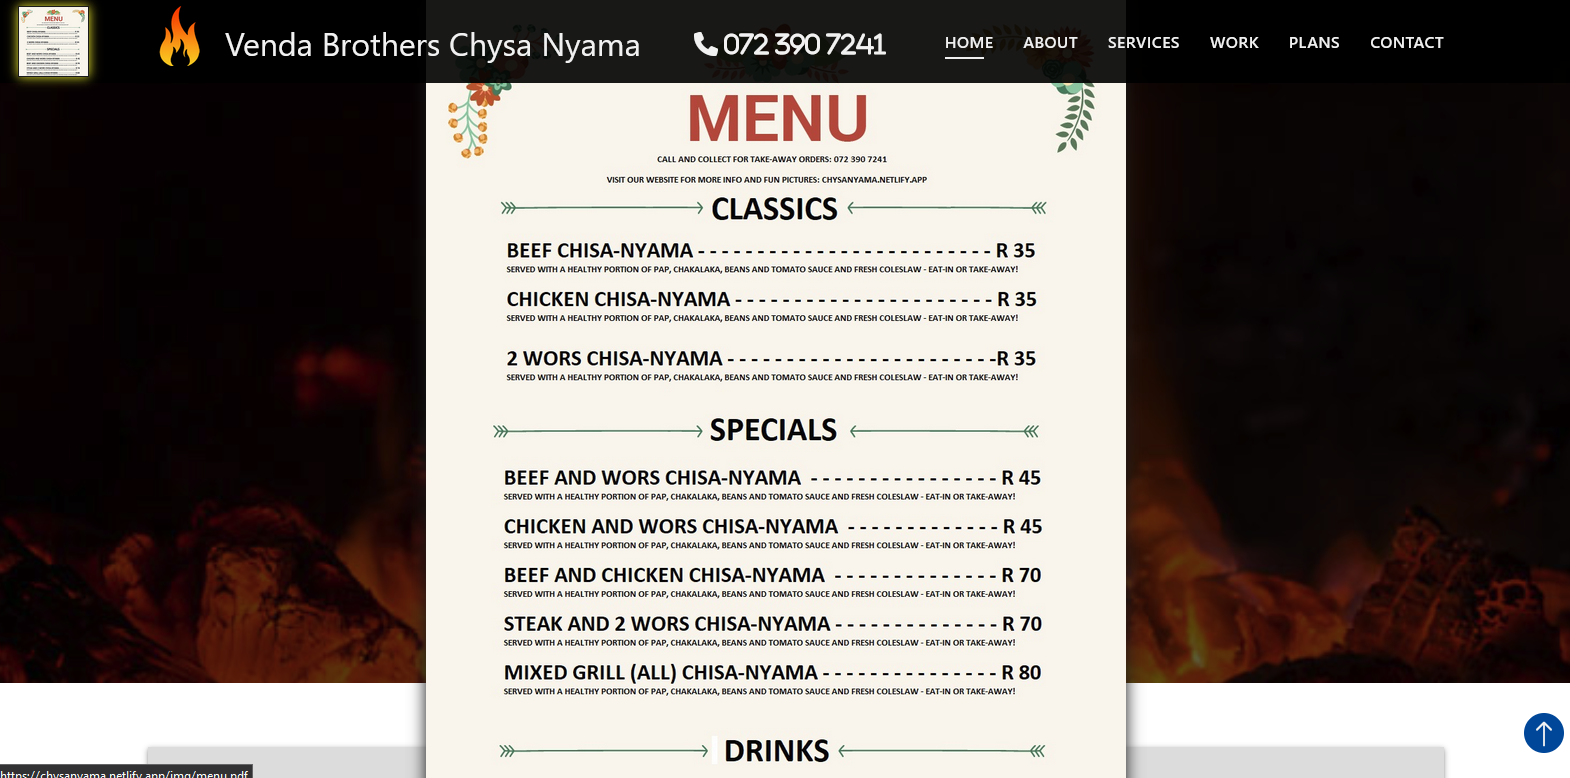 Venda Brothers Chysa Nyama
072 390 7241
HOME ABOUT SERVICES WORK PLANS CONTACT
MENU
CALL AND COLLECT FOR TAKE-AWAY ORDERS: 072 390 7241
VISIT OUR WEBSITE FOR MORE INFO AND FUN PICTURES: CHYSANYAMA.NETLIFY.APP
CLASSICS
BEEF CHISA-NYAMA - - - - - - - - - - - - - - - - - - - - - - - - - R 35
SERVED WITH A HEALTHY PORTION OF PAP, CHAKALAKA, BEANS AND TOMATO SAUCE AND FRESH COLESLAW - EAT-IN OR TAKE-AWAY!
CHICKEN CHISA-NYAMA - - - - - - - - - - - - - - - - - - - - - - R 35
SERVED WITH A HEALTHY PORTION OF PAP, CHAKALAKA, BEANS AND TOMATO SAUCE AND FRESH COLESLAW - EAT-IN OR TAKE-AWAY!
2 WORS CHISA-NYAMA - - - - - - - - - - - - - - - - - - - - - - -R 35
SERVED WITH A HEALTHY PORTION OF PAP, CHAKALAKA, BEANS AND TOMATO SAUCE AND FRESH COLESLAW - EAT-IN OR TAKE-AWAY!
SPECIALS
BEEF AND WORS CHISA-NYAMA - - - - - - - - - - - - - - - - R 45
SERVED WITH A HEALTHY PORTION OF PAP, CHAKALAKA, BEANS AND TOMATO SAUCE AND FRESH COLESLAW - EAT-IN OR TAKE-AWAY!
CHICKEN AND WORS CHISA-NYAMA - - - - - - - - - - - - - R 45
SERVED WITH A HEALTHY PORTION OF PAP, CHAKALAKA, BEANS AND TOMATO SAUCE AND FRESH COLESLAW - EAT-IN OR TAKE-AWAY!
BEEF AND CHICKEN CHISA-NYAMA - - - - - - - - - - - - - - R 70
SERVED WITH A HEALTHY PORTION OF PAP, CHAKALAKA, BEANS AND TOMATO SAUCE AND FRESH COLESLAW - EAT-IN OR TAKE-AWAY!
STEAK AND 2 WORS CHISA-NYAMA - - - - - - - - - - - - - - R 70
SERVED WITH A HEALTHY PORTION OF PAP, CHAKALAKA, BEANS AND TOMATO SAUCE AND FRESH COLESLAW - EAT-IN OR TAKE-AWAY!
MIXED GRILL (ALL) CHISA-NYAMA - - - - - - - - - - - - - - - R 80
SERVED WITH A HEALTHY PORTION OF PAP, CHAKALAKA, BEANS AND TOMATO SAUCE AND FRESH COLESLAW - EAT-IN OR TAKE-AWAY!
DRINKS
https://chysanyama.netlify.app/img/menu.pdf